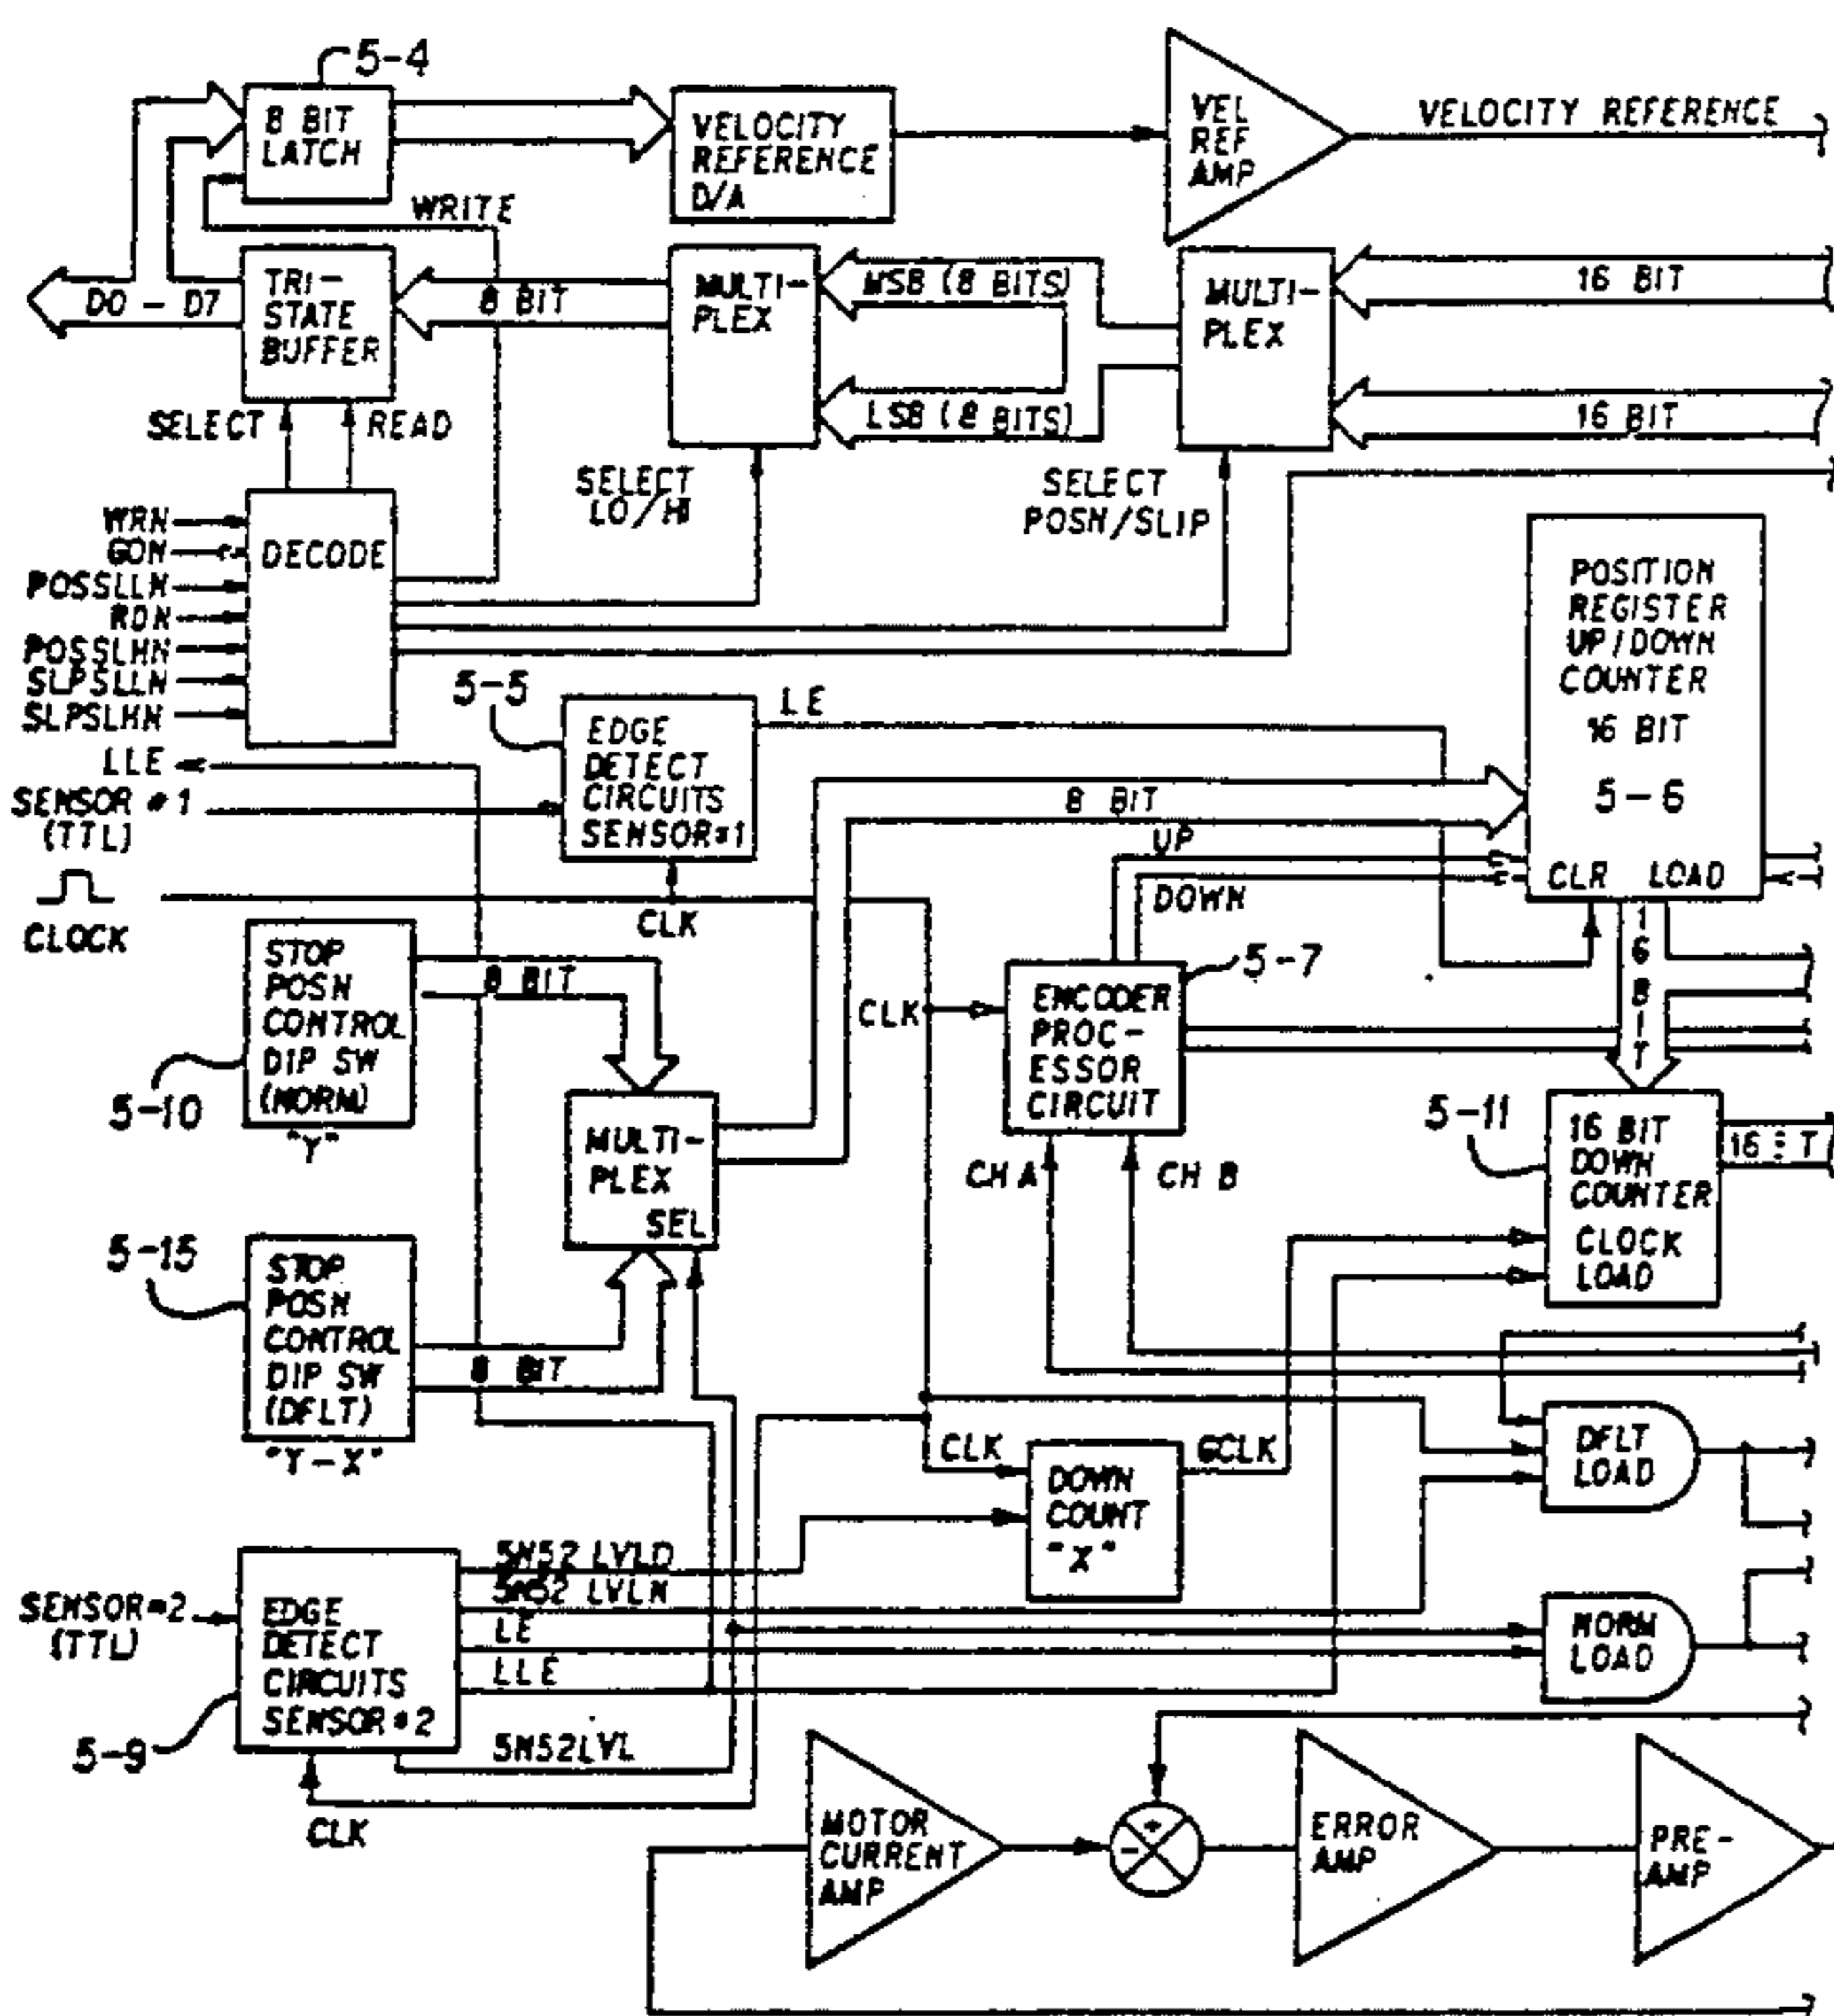 5-4
8 BIT
LATCH
VELOCITY
REFERENCE
D/A
VEL
REF
AMP
VELOCITY REFERENCE
WRITE
D0 - D7
TRI-
STATE
BUFFER
8 BIT
MULTI-
PLEX
MSB (8 BITS)
LSB (8 BITS)
MULTI-
PLEX
16 BIT
16 BIT
SELECT
READ
SELECT
LO/HI
SELECT
POSN/SLIP
WRN
GON
POSSLLN
RDN
POSSLHN
SLPSLLN
SLPSLHN
DECODE
LLE
SENSOR #1
(TTL)
CLOCK
5-5
EDGE
DETECT
CIRCUITS
SENSOR#1
LE
CLK
8 BIT
UP
DOWN
POSITION
REGISTER
UP/DOWN
COUNTER
16 BIT
5-6
CLR LOAD
16 BIT
STOP
POSN
CONTROL
DIP SW
(NORM)
"Y"
5-10
8 BIT
MULTI-
PLEX
SEL
CLK
ENCODER
PROC-
ESSOR
CIRCUIT
5-7
CH A
CH B
5-11
16 BIT
DOWN
COUNTER
CLOCK
LOAD
16 BIT
5-15
STOP
POSN
CONTROL
DIP SW
(DFLT)
"Y-X"
8 BIT
CLK
DOWN
COUNT
"X"
GCLK
DFLT
LOAD
SENSOR#2
(TTL)
EDGE
DETECT
CIRCUITS
SENSOR#2
5-9
SNS2 LVLD
SNS2 LVLN
LE
LLE
SNS2LVL
CLK
NORM
LOAD
MOTOR
CURRENT
AMP
+
-
ERROR
AMP
PRE-
AMP